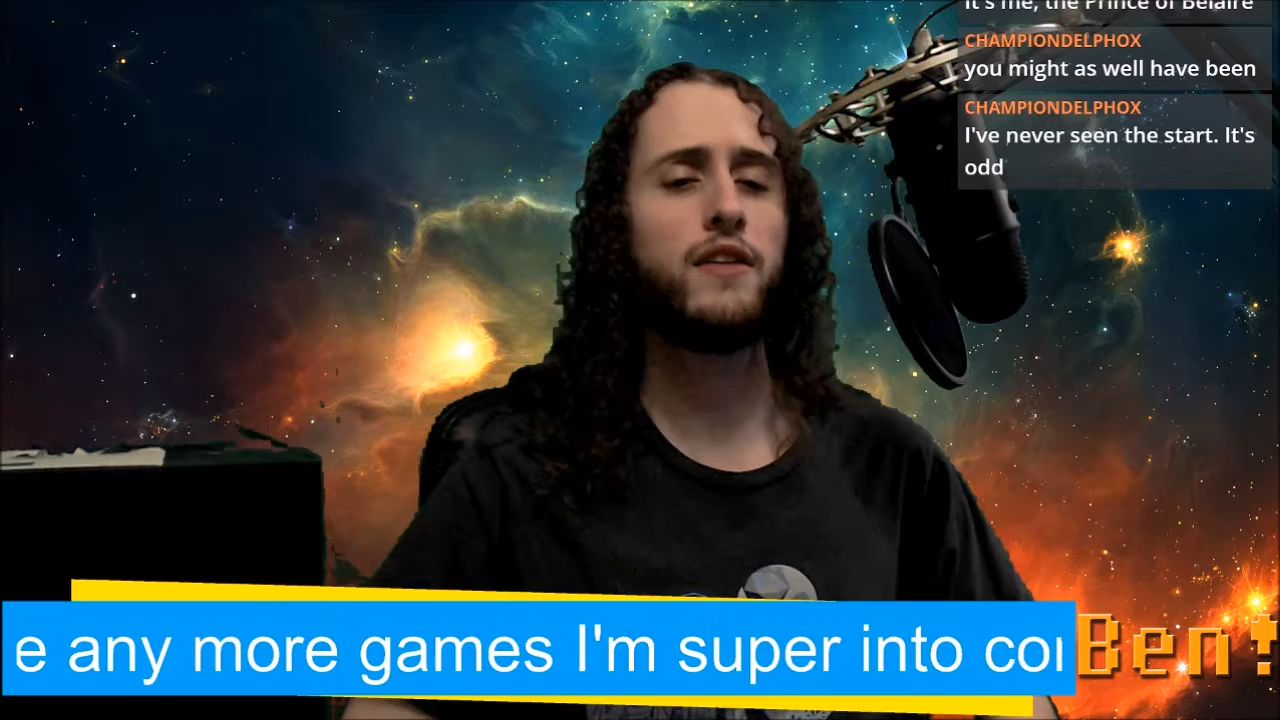 It's me, the Prince of Belaire
CHAMPIONDELPHOX
you might as well have been
CHAMPIONDELPHOX
I've never seen the start. It's
odd
e any more games I'm super into
Ben!